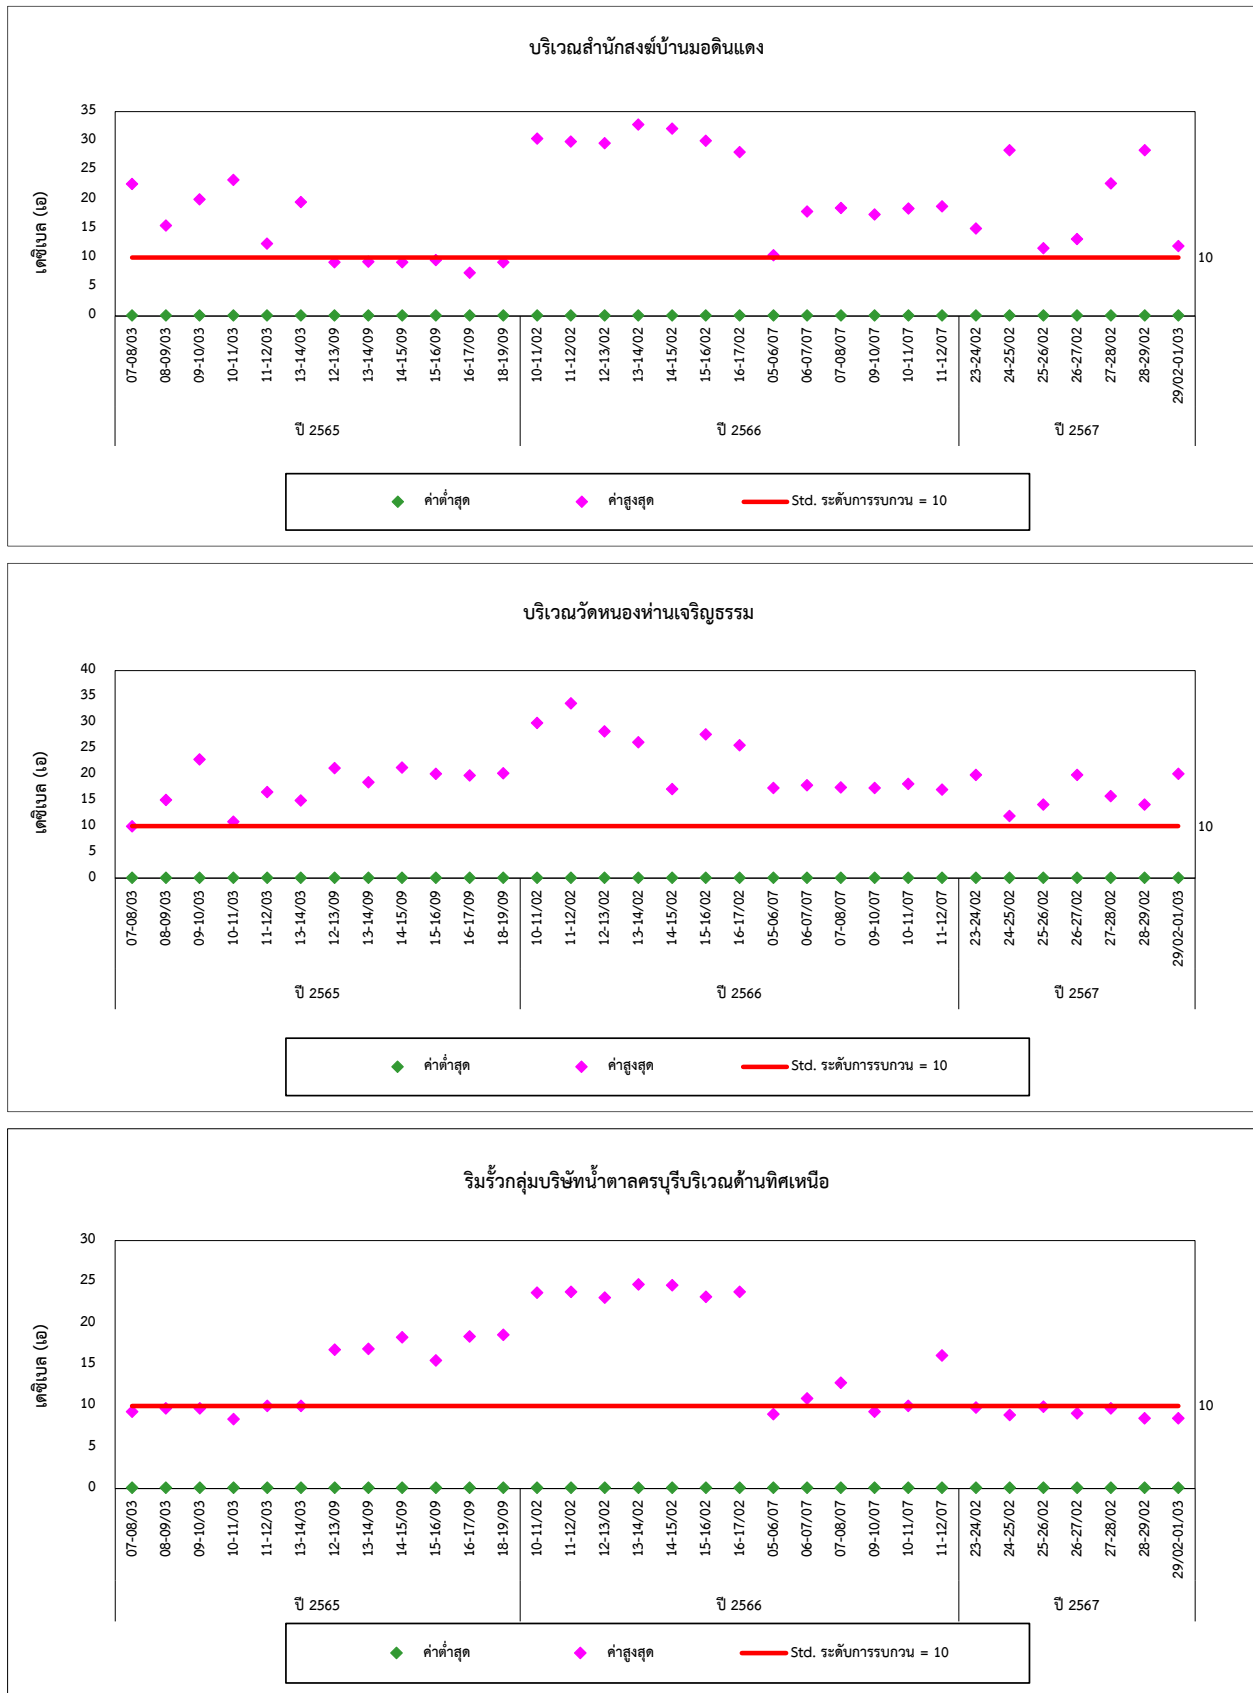 บริเวณสำนักสงฆ์บ้านมอดินแดง
เดซิเบล (เอ)
35
30
25
20
15
10
5
0
10
07-08/03 08-09/03 09-10/03 10-11/03 11-12/03 13-14/03 12-13/09 13-14/09 14-15/09 15-16/09 16-17/09 18-19/09 10-11/02 11-12/02 12-13/02 13-14/02 14-15/02 15-16/02 16-17/02 05-06/07 06-07/07 07-08/07 09-10/07 10-11/07 11-12/07 23-24/02 24-25/02 25-26/02 26-27/02 27-28/02 28-29/02 29/02-01/03
ปี 2565 ปี 2566 ปี 2567
ค่าต่ำสุด ค่าสูงสุด Std. ระดับการรบกวน = 10
บริเวณวัดหนองห่านเจริญธรรม
เดซิเบล (เอ)
40
35
30
25
20
15
10
5
0
10
07-08/03 08-09/03 09-10/03 10-11/03 11-12/03 13-14/03 12-13/09 13-14/09 14-15/09 15-16/09 16-17/09 18-19/09 10-11/02 11-12/02 12-13/02 13-14/02 14-15/02 15-16/02 16-17/02 05-06/07 06-07/07 07-08/07 09-10/07 10-11/07 11-12/07 23-24/02 24-25/02 25-26/02 26-27/02 27-28/02 28-29/02 29/02-01/03
ปี 2565 ปี 2566 ปี 2567
ค่าต่ำสุด ค่าสูงสุด Std. ระดับการรบกวน = 10
ริมรั้วกลุ่มบริษัทน้ำตาลครบุรีบริเวณด้านทิศเหนือ
เดซิเบล (เอ)
30
25
20
15
10
5
0
10
07-08/03 08-09/03 09-10/03 10-11/03 11-12/03 13-14/03 12-13/09 13-14/09 14-15/09 15-16/09 16-17/09 18-19/09 10-11/02 11-12/02 12-13/02 13-14/02 14-15/02 15-16/02 16-17/02 05-06/07 06-07/07 07-08/07 09-10/07 10-11/07 11-12/07 23-24/02 24-25/02 25-26/02 26-27/02 27-28/02 28-29/02 29/02-01/03
ปี 2565 ปี 2566 ปี 2567
ค่าต่ำสุด ค่าสูงสุด Std. ระดับการรบกวน = 10